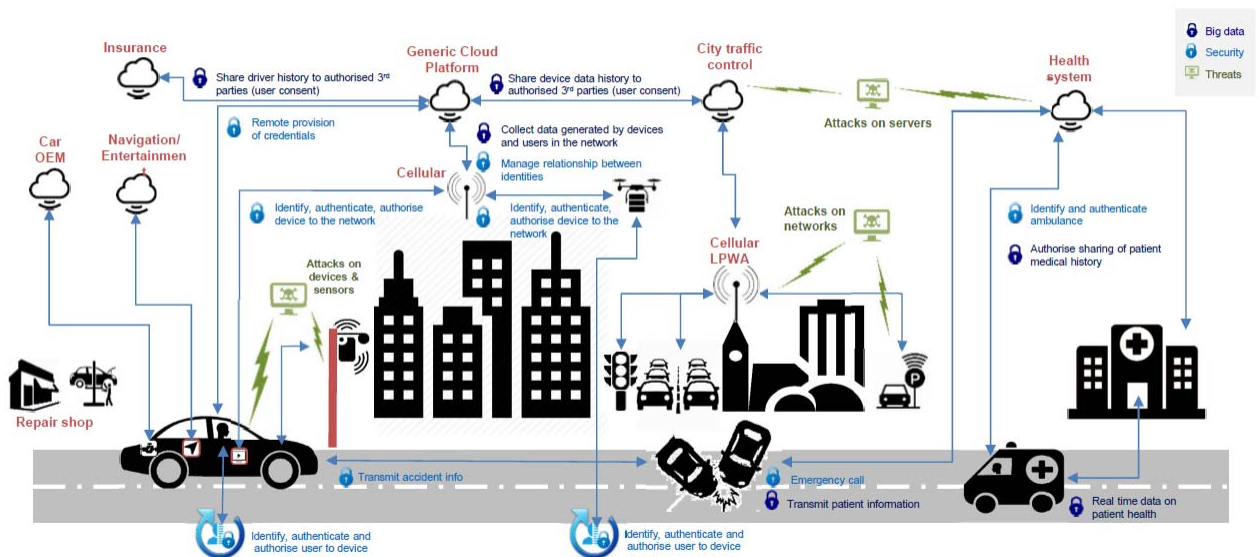 Big data
Security
Threats
Insurance
Generic Cloud
Platform
City traffic
control
Health
system
Share driver history to authorised 3rd
parties (user consent)
Share device data history to
authorised 3rd parties (user consent)
Attacks on servers
Remote provision
of credentials
Collect data generated by devices
and users in the network
Car
OEM
Navigation/
Entertainmen
t
Cellular
Manage relationship between
identities
Identify, authenticate, authorise
device to the network
Identify, authenticate,
authorise device to the
network
Attacks on
networks
Identify and authenticate
ambulance
Authorise sharing of patient
medical history
Cellular
LPWA
Attacks on
devices &
sensors
P
Repair shop
Transmit accident info
Emergency call
Transmit patient information
Real time data on
patient health
Identify, authenticate and
authorise user to device
Identify, authenticate and
authorise user to device